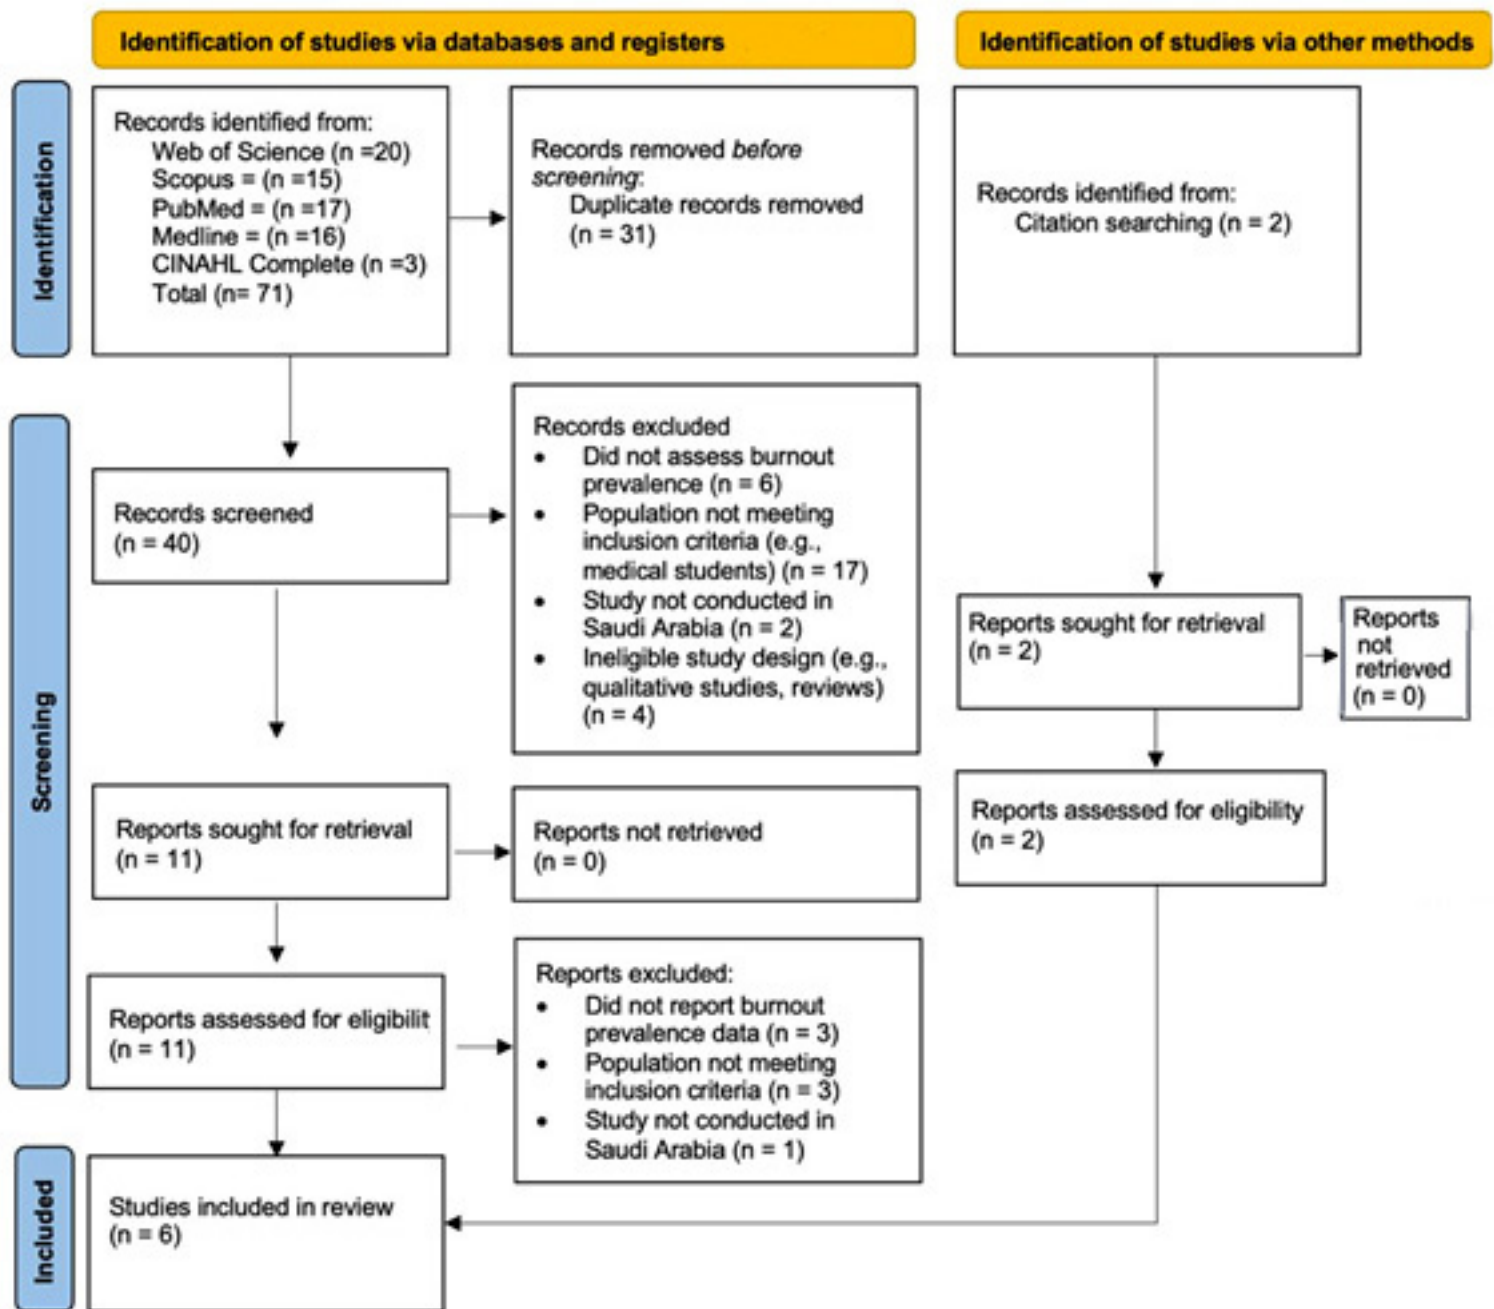 Identification of studies via databases and registers
Identification of studies via other methods
Identification
Records identified from:
Web of Science (n =20)
Scopus = (n =15)
PubMed = (n =17)
Medline = (n =16)
CINAHL Complete (n =3)
Total (n= 71)
Records removed before
screening:
Duplicate records removed
(n = 31)
Records identified from:
Citation searching (n = 2)
Screening
Records screened
(n = 40)
Records excluded
• Did not assess burnout
prevalence (n = 6)
• Population not meeting
inclusion criteria (e.g.,
medical students) (n = 17)
• Study not conducted in
Saudi Arabia (n = 2)
• Ineligible study design (e.g.,
qualitative studies, reviews)
(n = 4)
Reports sought for retrieval
(n = 2)
Reports
not
retrieved
(n = 0)
Reports sought for retrieval
(n = 11)
Reports not retrieved
(n = 0)
Reports assessed for eligibility
(n = 2)
Reports assessed for eligibilit
(n = 11)
Reports excluded:
• Did not report burnout
prevalence data (n = 3)
• Population not meeting
inclusion criteria (n = 3)
• Study not conducted in
Saudi Arabia (n = 1)
Included
Studies included in review
(n = 6)